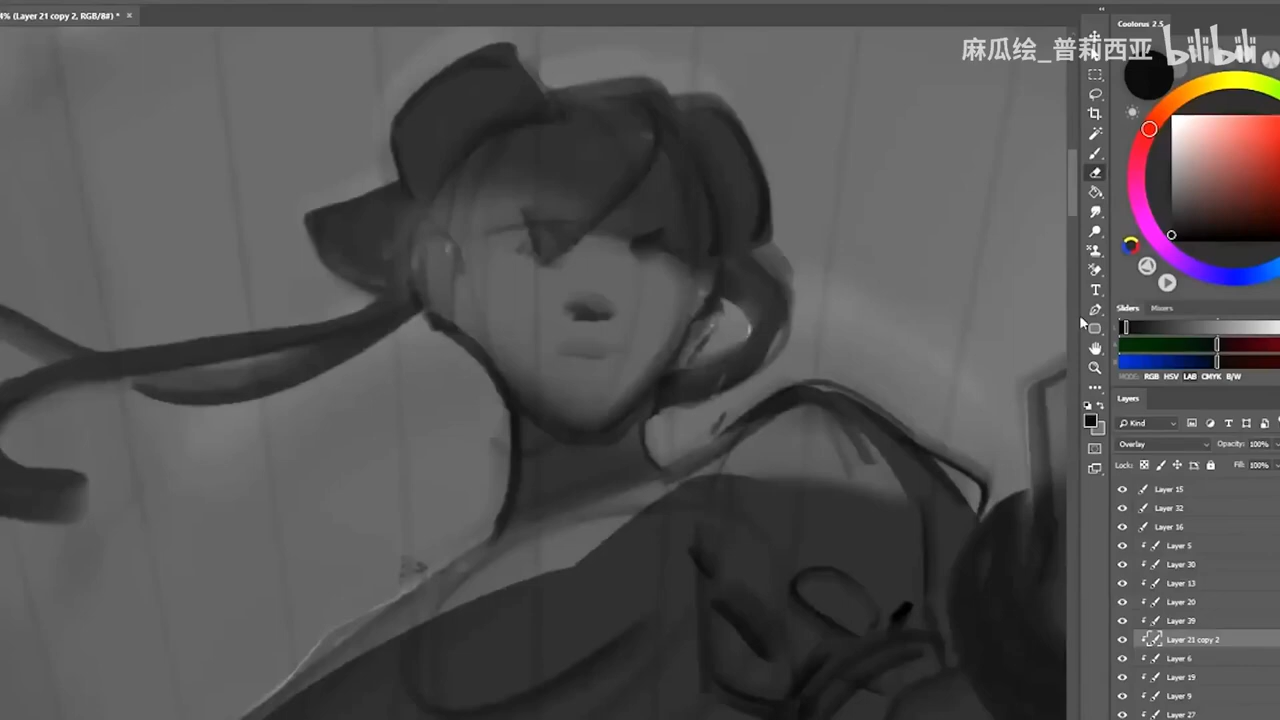 4% (Layer 21 copy 2, RGB/8#) *
麻瓜绘_普莉西亚 bilibili
Coolorus 2.5
Sliders Mixers
MODE: RGB HSV LAB CMYK B/W
Layers
Kind
Overlay Opacity: 100%
Lock: Fill: 100%
Layer 15
Layer 32
Layer 16
Layer 5
Layer 30
Layer 13
Layer 20
Layer 39
Layer 21 copy 2
Layer 6
Layer 19
Layer 9
Layer 27